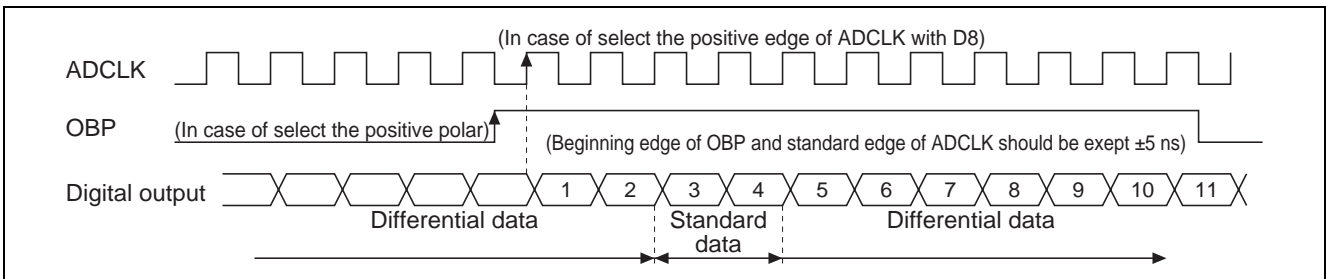 (In case of select the positive edge of ADCLK with D8)
ADCLK
OBP
(In case of select the positive polar)
(Beginning edge of OBP and standard edge of ADCLK should be exept ±5 ns)
Digital output
1 2 3 4 5 6 7 8 9 10 11
Differential data
Standard
data
Differential data